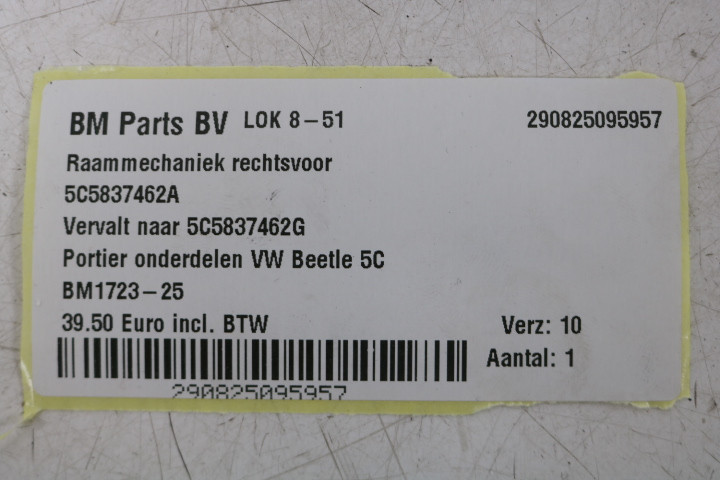 BM Parts BV LOK 8-51 290825095957
Raammechaniek rechtsvoor
5C5837462A
Vervalt naar 5C5837462G
Portier onderdelen VW Beetle 5C
BM1723-25
39.50 Euro incl. BTW Verz: 10
Aantal: 1
290825095957